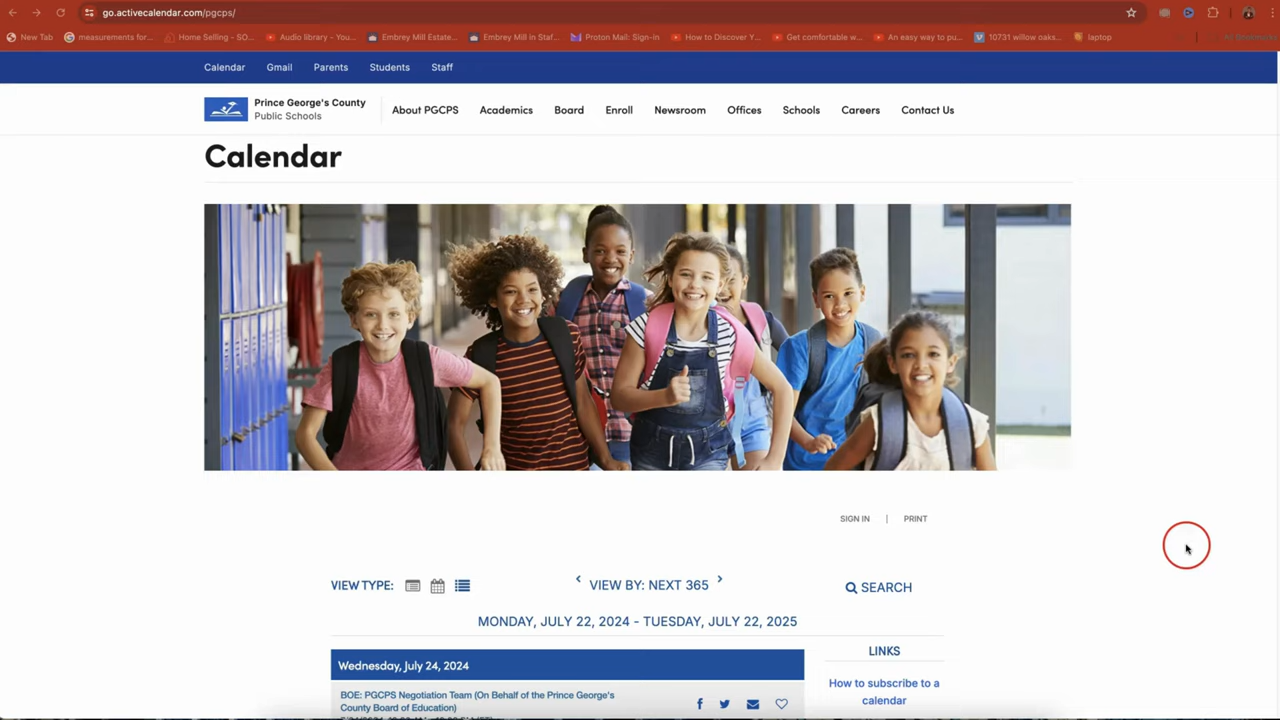 go.activecalendar.com/pgcps/
New Tab measurements for... Home Selling - SO... Audio library - You... Embrey Mill Estate... Embrey Mill in Staf... Proton Mail: Sign-in How to Discover Y... Get comfortable w... An easy way to pu... 10731 willow oaks... laptop All Bookmarks
Calendar Gmail Parents Students Staff
Prince George's County
Public Schools
About PGCPS Academics Board Enroll Newsroom Offices Schools Careers Contact Us
Calendar
SIGN IN | PRINT
VIEW TYPE: VIEW BY: NEXT 365 SEARCH
MONDAY, JULY 22, 2024 - TUESDAY, JULY 22, 2025
LINKS
Wednesday, July 24, 2024
How to subscribe to a
calendar
BOE: PGCPS Negotiation Team (On Behalf of the Prince George's
County Board of Education)